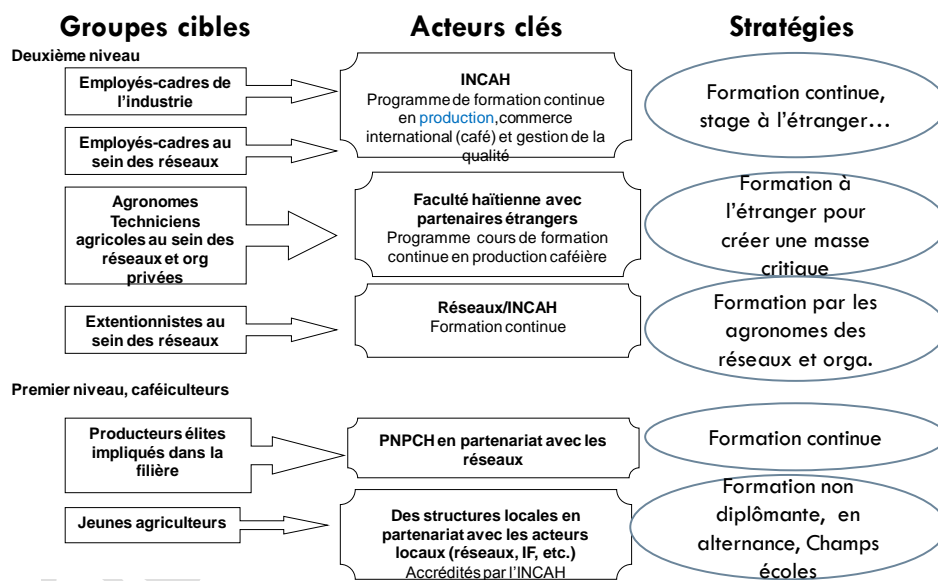 Groupes cibles
Acteurs clés
Stratégies
Deuxième niveau
Employés-cadres de
l'industrie
INCAH
Programme de formation continue
en production,commerce
international (café) et gestion de la
qualité
Formation continue,
stage à l'étranger…
Employés-cadres au
sein des réseaux
Agronomes
Techniciens
agricoles au sein des
réseaux et org
privées
Faculté haïtienne avec
partenaires étrangers
Programme cours de formation
continue en production caféière
Formation à
l'étranger pour
créer une masse
critique
Extentionnistes au
sein des réseaux
Réseaux/INCAH
Formation continue
Formation par les
agronomes des
réseaux et orga.
Premier niveau, caféiculteurs
Producteurs élites
impliqués dans la
filière
PNPCH en partenariat avec les
réseaux
Formation continue
Jeunes agriculteurs
Des structures locales en
partenariat avec les acteurs
locaux (réseaux, IF, etc.)
Accrédités par l'INCAH
Formation non
diplômante, en
alternance, Champs
écoles